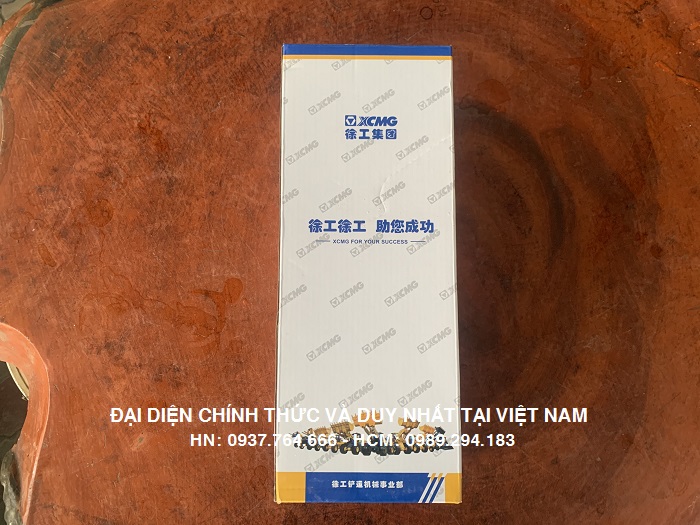 XCMG
徐工集团
徐工徐工 助您成功
XCMG FOR YOUR SUCCESS
ĐẠI DIỆN CHÍNH THỨC VÀ DUY NHẤT TẠI VIỆT NAM
HN: 0937.764.666 - HCM: 0989.294.183
徐工铲运机械事业部